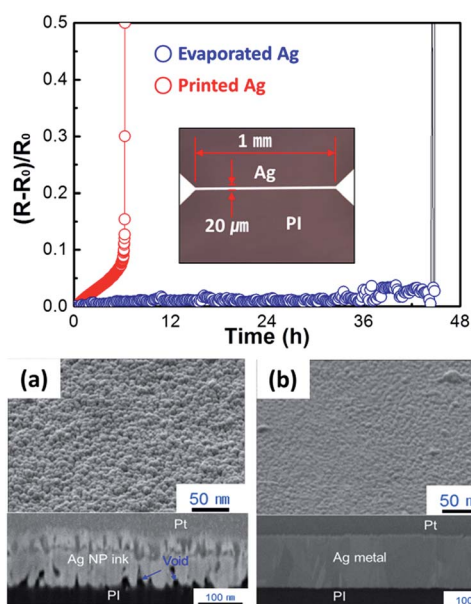 0.5
0.4
0.3
0.2
0.1
0.0
(R-R₀)/R₀
Evaporated Ag
Printed Ag
1 mm
Ag
20 μm
PI
0 12 24 36 48
Time (h)
(a)
50 nm
Pt
Ag NP ink
Void
PI
100 nm
(b)
50 nm
Pt
Ag metal
PI
100